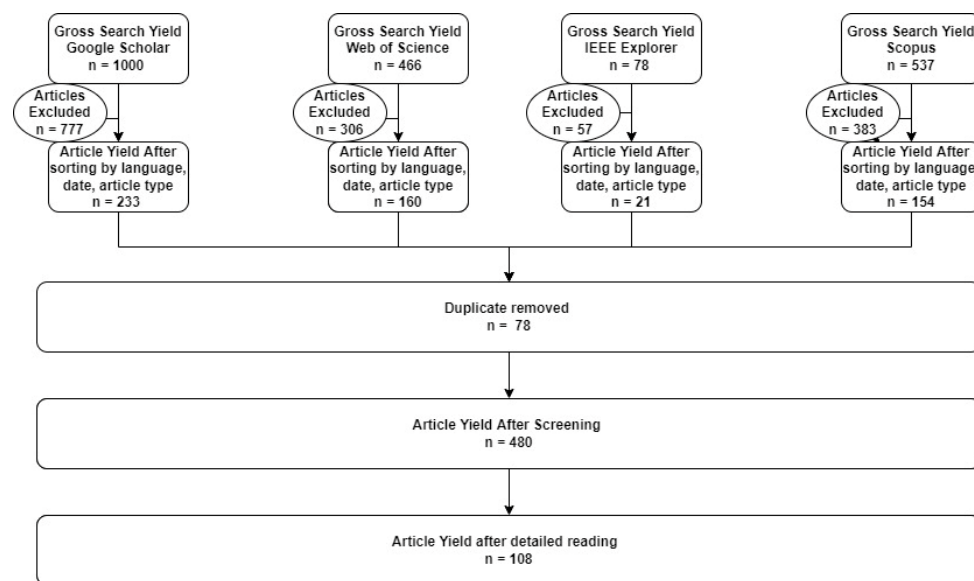 Gross Search Yield
Google Scholar
n = 1000
Gross Search Yield
Web of Science
n = 466
Gross Search Yield
IEEE Explorer
n = 78
Gross Search Yield
Scopus
n = 537
Articles
Excluded
n = 777
Articles
Excluded
n = 306
Articles
Excluded
n = 57
Articles
Excluded
n = 383
Article Yield After
sorting by language,
date, article type
n = 233
Article Yield After
sorting by language,
date, article type
n = 160
Article Yield After
sorting by language,
date, article type
n = 21
Article Yield After
sorting by language,
date, article type
n = 154
Duplicate removed
n = 78
Article Yield After Screening
n = 480
Article Yield after detailed reading
n = 108